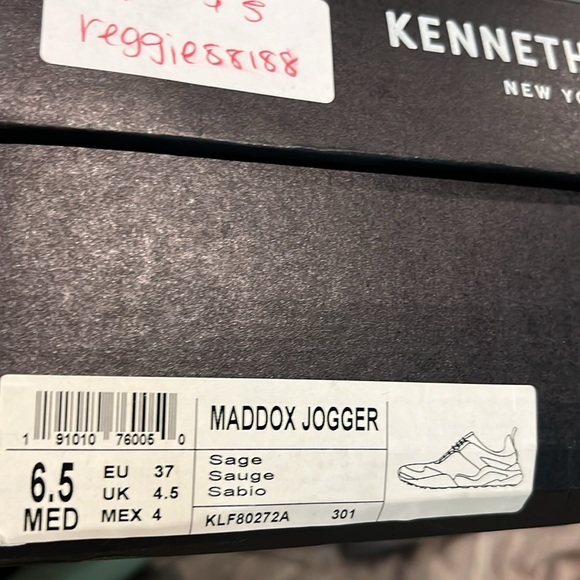 reggie88188
KENNETH
NEW YO
1 91010 76005 0
6.5
MED
EU 37
UK 4.5
MEX 4
MADDOX JOGGER
Sage
Sauge
Sabio
KLF80272A 301